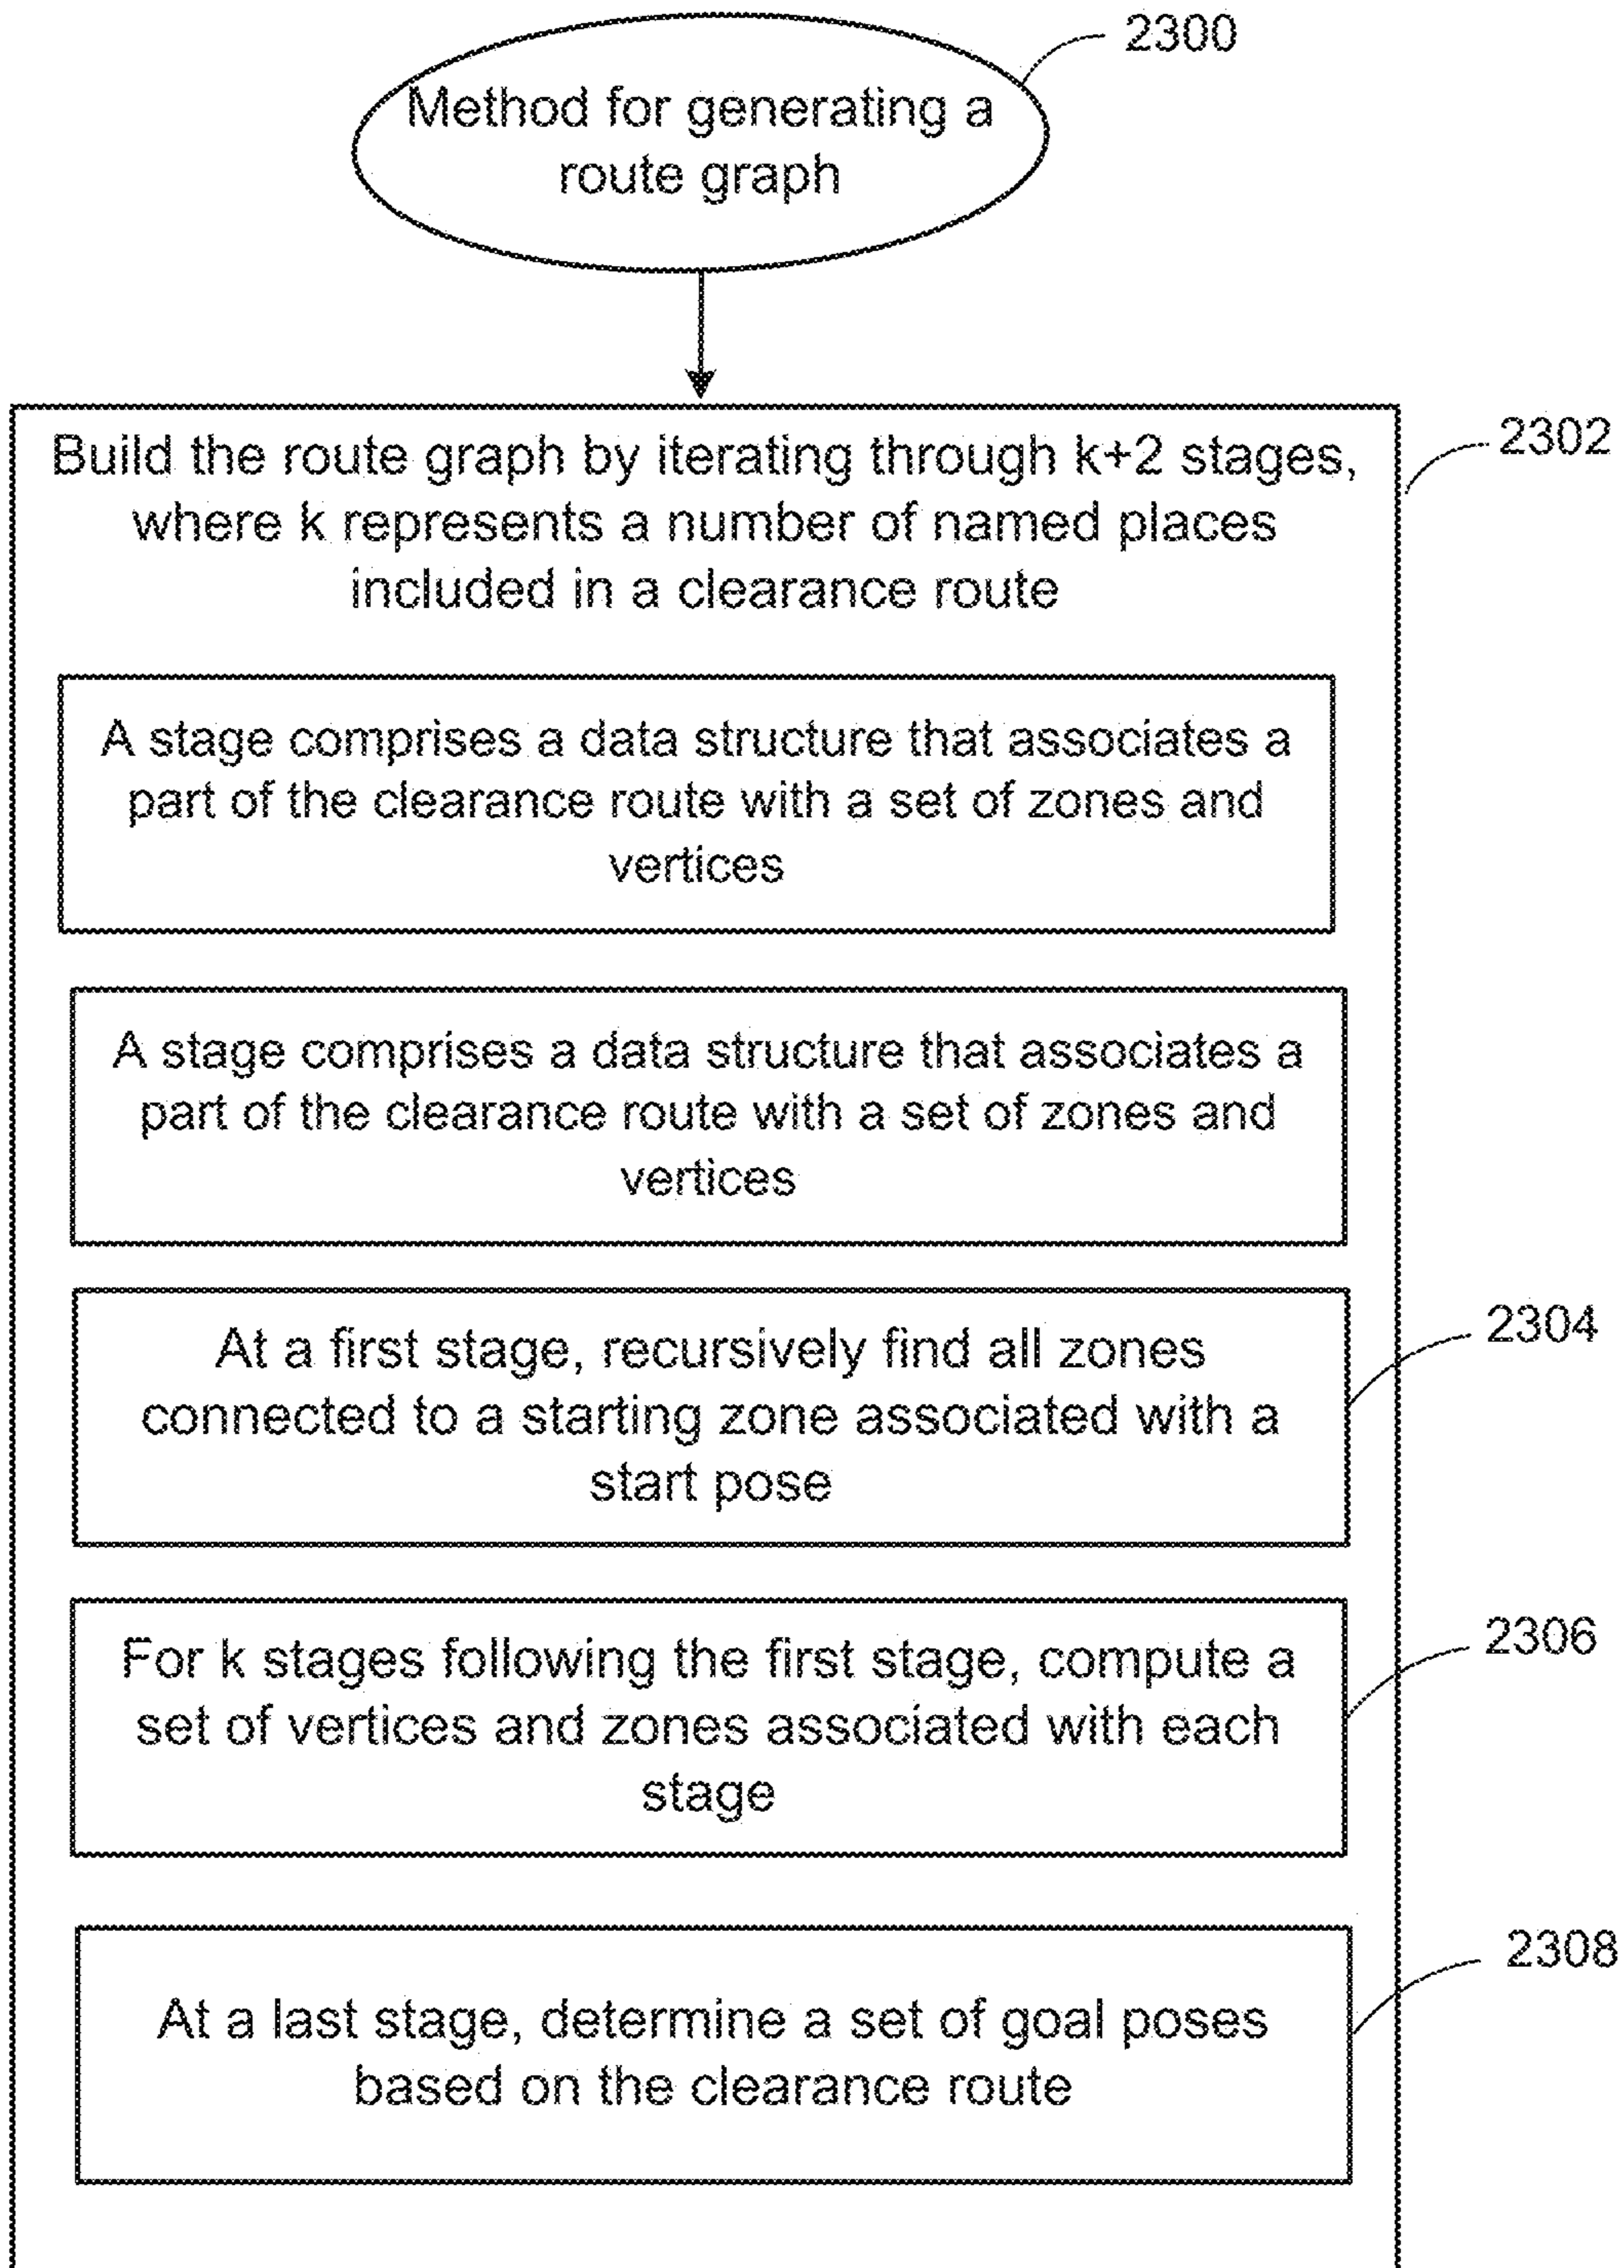 2300
Method for generating a
route graph
2302
Build the route graph by iterating through k+2 stages,
where k represents a number of named places
included in a clearance route
A stage comprises a data structure that associates a
part of the clearance route with a set of zones and
vertices
A stage comprises a data structure that associates a
part of the clearance route with a set of zones and
vertices
2304
At a first stage, recursively find all zones
connected to a starting zone associated with a
start pose
2306
For k stages following the first stage, compute a
set of vertices and zones associated with each
stage
2308
At a last stage, determine a set of goal poses
based on the clearance route